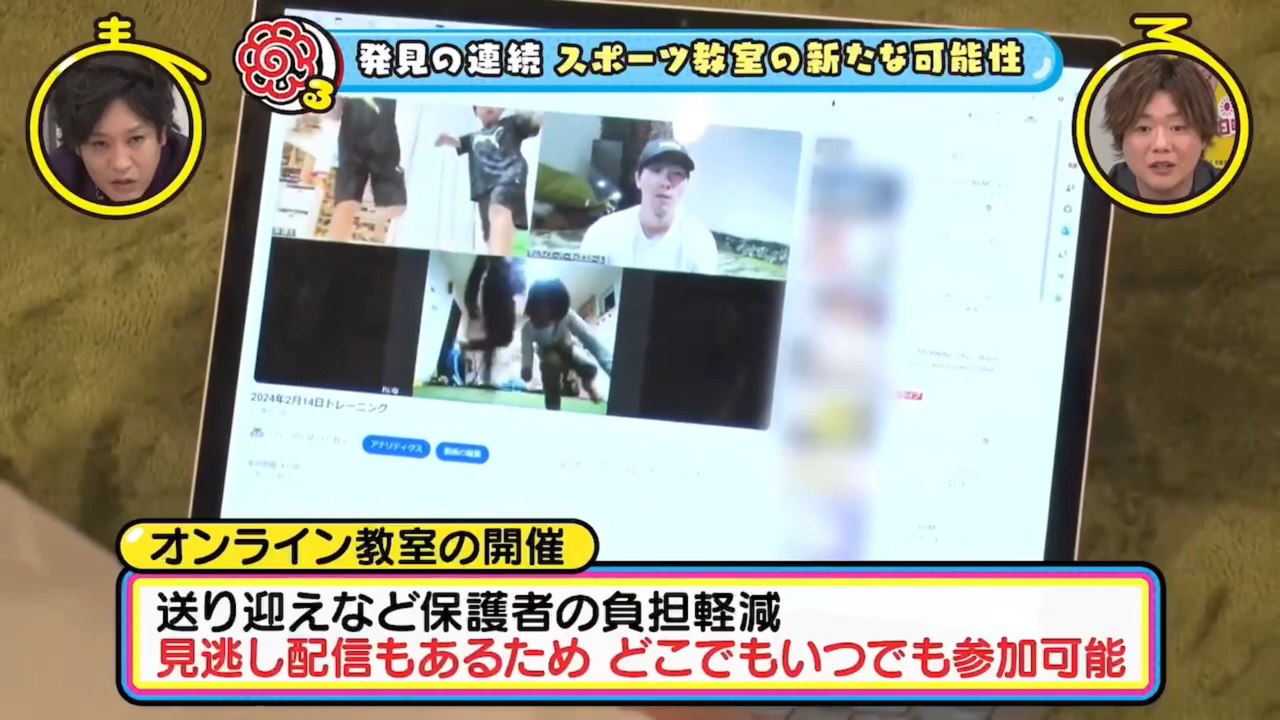 発見の連続 スポーツ教室の新たな可能性
2024年2月14日トレーニング
アナリティクス
動画の編集
オンライン教室の開催
送り迎えなど保護者の負担軽減
見逃し配信もあるため どこでもいつでも参加可能